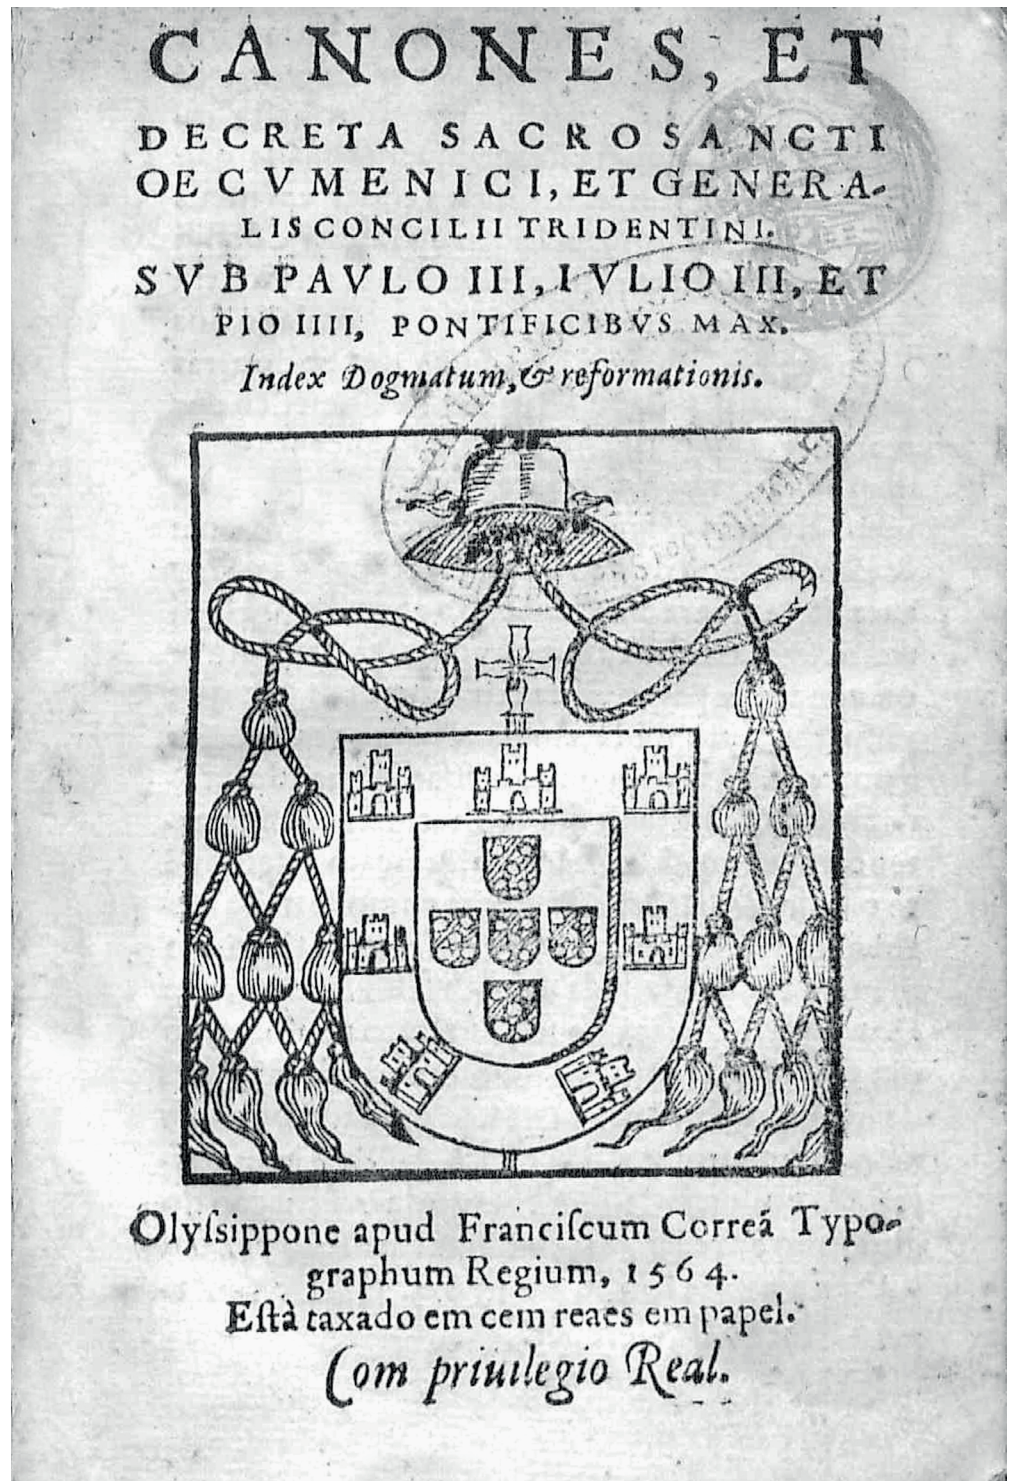 CANONES, ET
DECRETA SACROSANCTI
OECVMENICI, ET GENERA-
LIS CONCILII TRIDENTINI.
SVB PAVLO III, IVLIO III, ET
PIO IIII, PONTIFICIBVS MAX.
Index Dogmatum, & reformationis.
Olyſsippone apud Franciſcum Correá Typo-
graphum Regium, 1564.
Eſtà taxado em cem reaes em papel.
Com priuilegio Real.